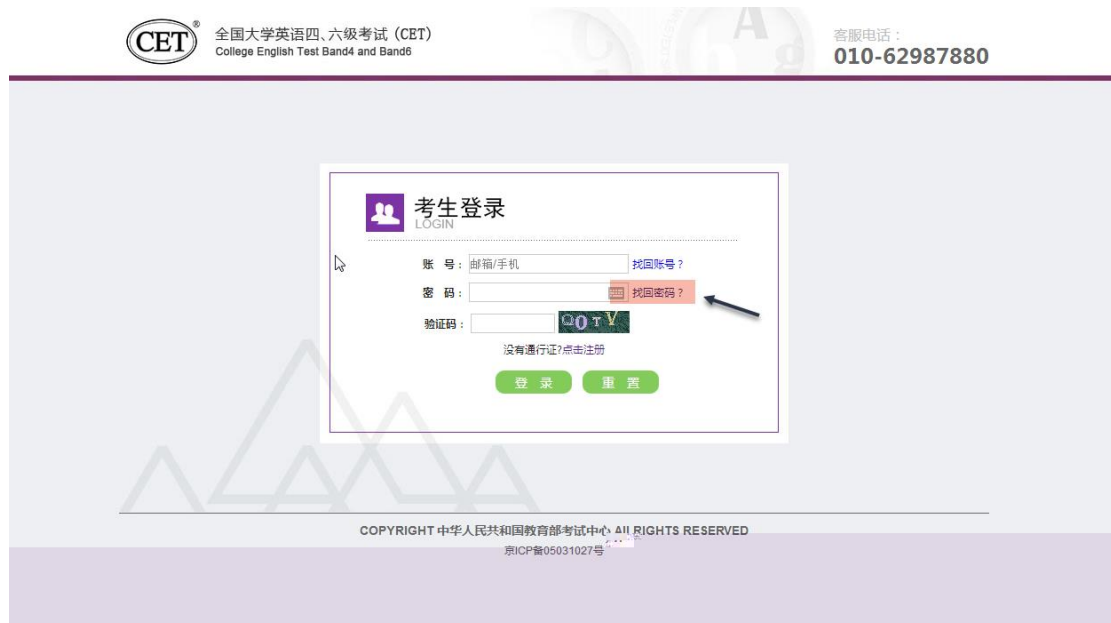 CET®
全国大学英语四、六级考试 (CET)
College English Test Band4 and Band6
客服电话：
010-62987880
考生登录
LOGIN
账 号：邮箱/手机 找回账号？
密 码： 找回密码？
验证码： QOTV
没有通行证?点击注册
登 录 重 置
COPYRIGHT 中华人民共和国教育部考试中心 All RIGHTS RESERVED
京ICP备05031027号